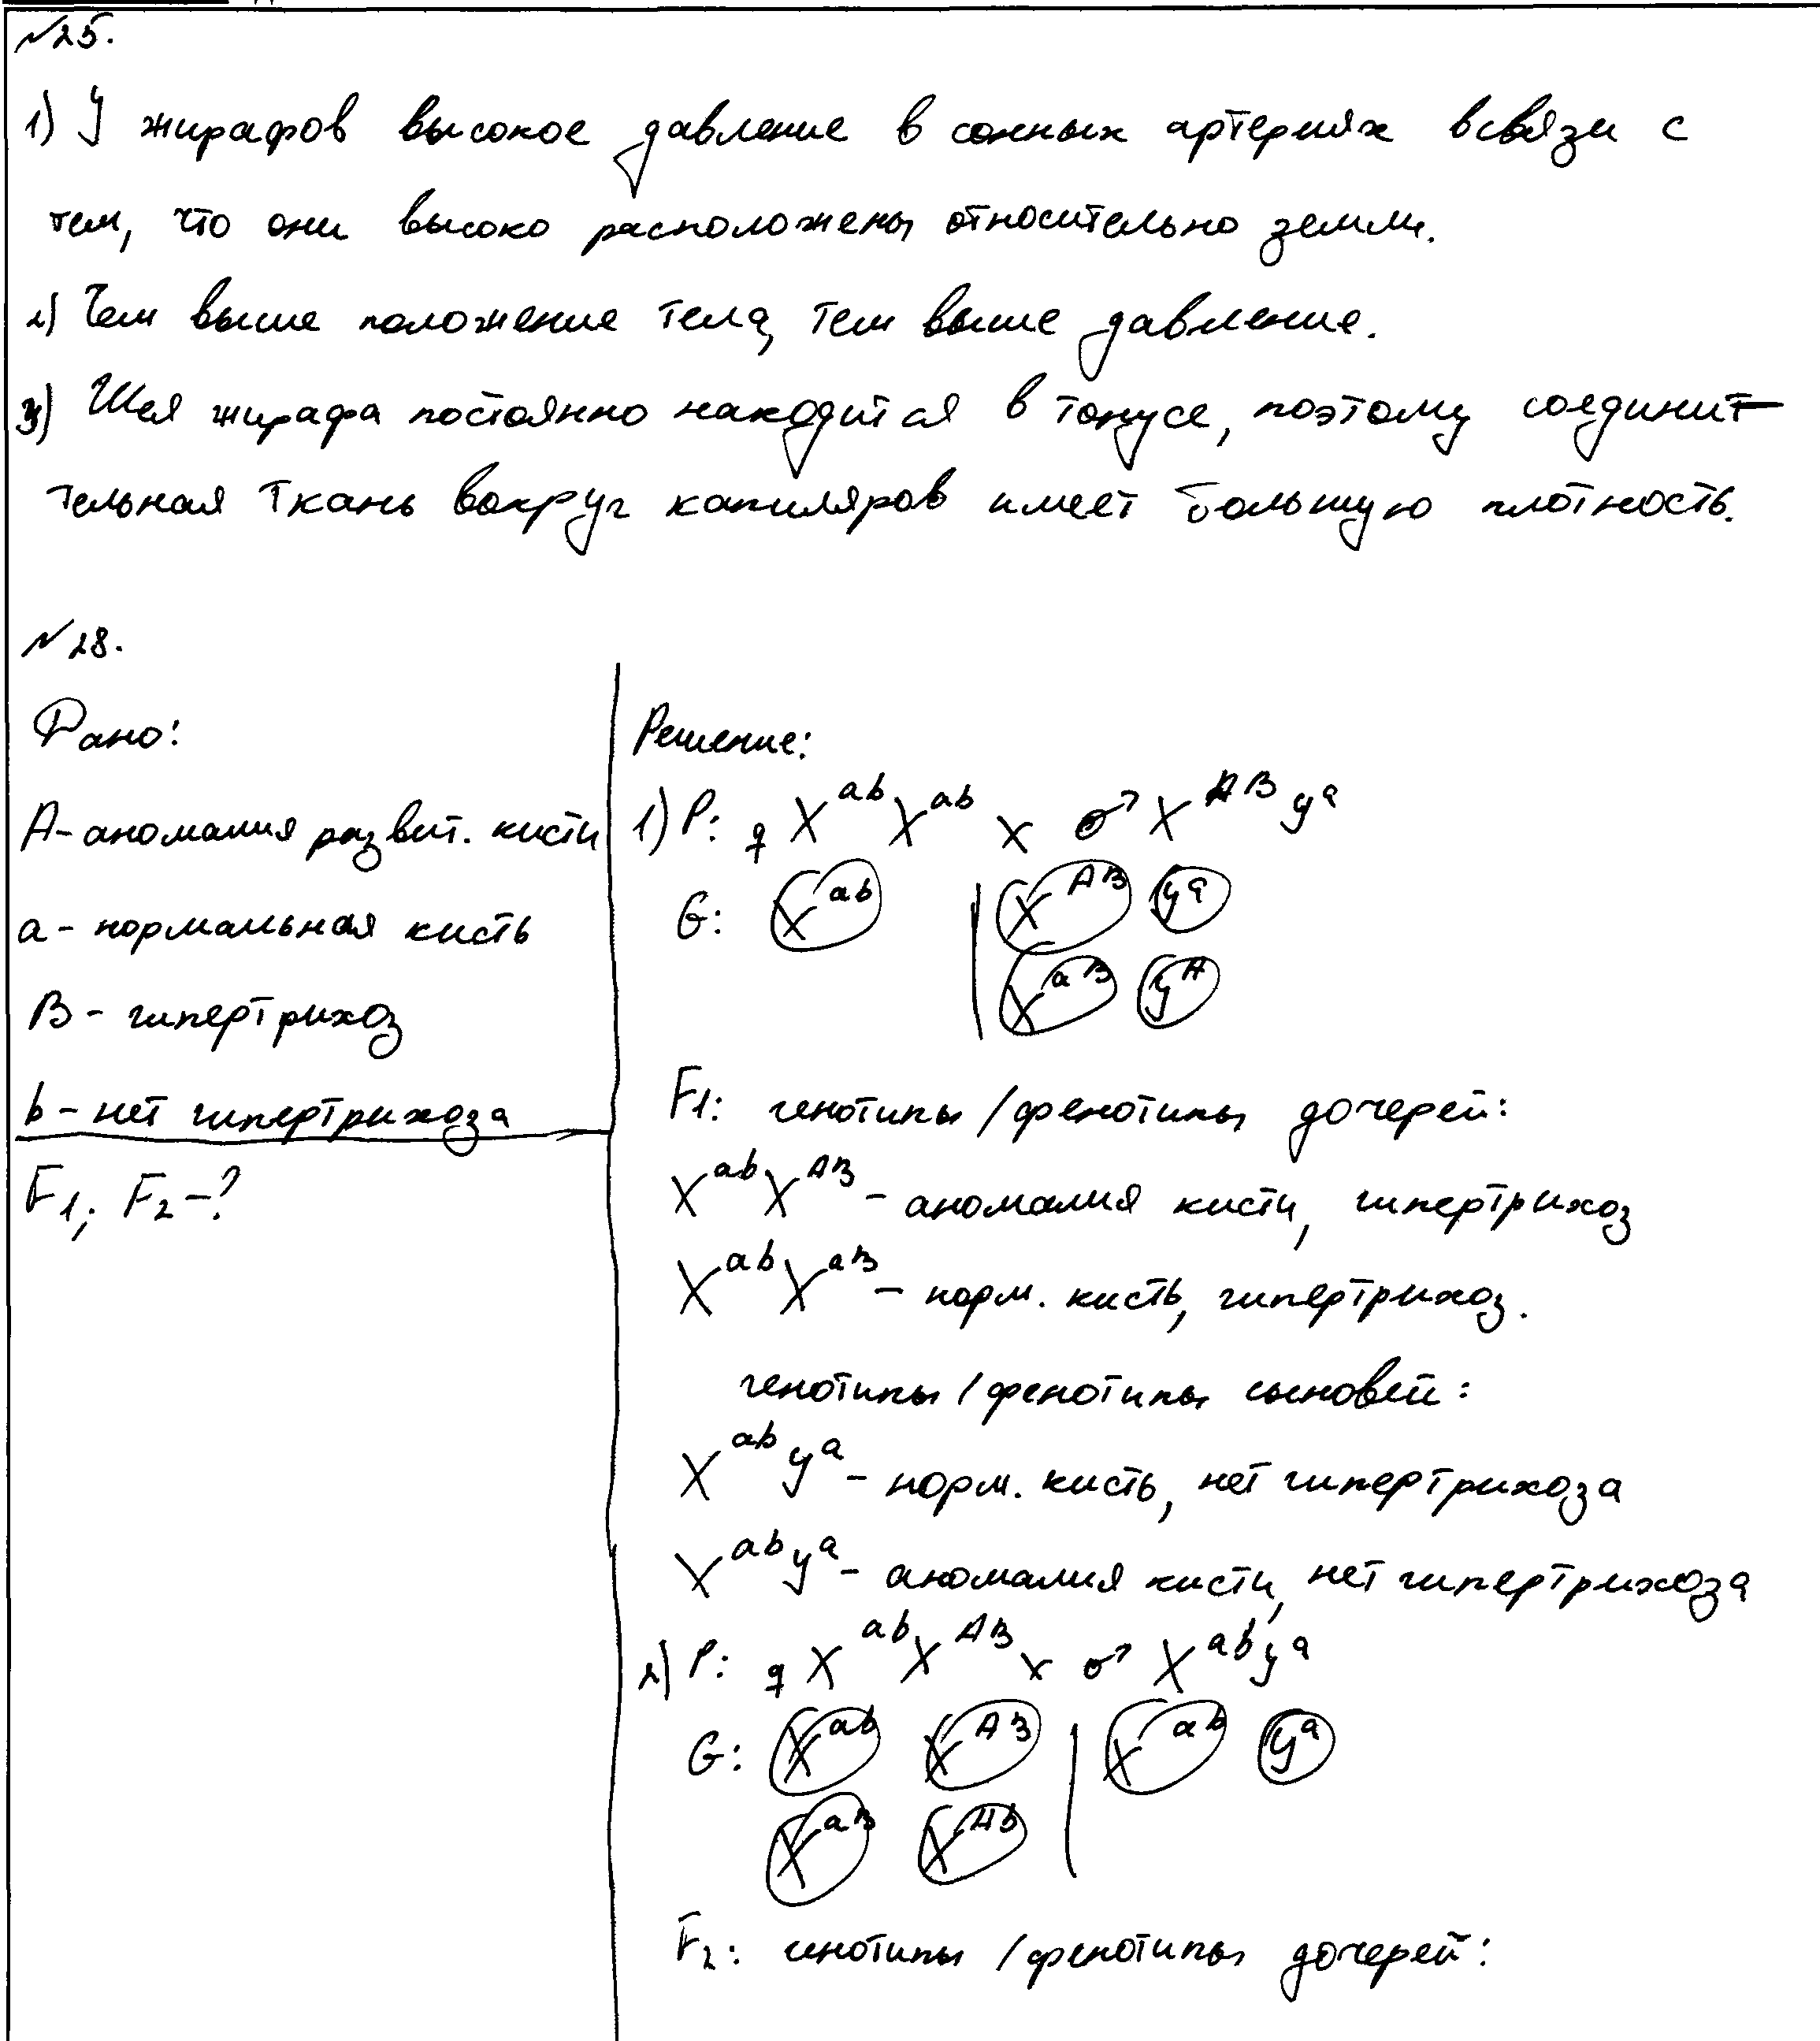 №25.
1) У жирафов высокое давление в сонных артериях всвязи с
тем, что они высоко расположены относительно земли.
2) Чем выше положение тела, тем выше давление.
3) Шея жирафа постоянно находится в тонусе, поэтому соедини-
тельная ткань вокруг капиляров имеет большую плотность.
№28.
Дано:
A - аномалия развит. кисти
a - нормальная кисть
B - гипертрихоз
b - нет гипертрихоза
F1; F2 - ?
Решение:
1) P: ♀ X^ab X^ab x ♂ X^AB y^a
G: X^ab | X^AB y^a
X^aB y^A
F1: генотипы / фенотипы дочерей:
X^ab X^AB - аномалия кисти, гипертрихоз
X^ab X^aB - норм. кисть, гипертрихоз.
генотипы / фенотипы сыновей:
X^ab y^a - норм. кисть, нет гипертрихоза
X^ab y^a - аномалия кисти, нет гипертрихоза
2) P: ♀ X^ab X^AB x ♂ X^ab y^a
G: X^ab X^AB | X^ab y^a
X^aB X^Ab
F2: генотипы / фенотипы дочерей: